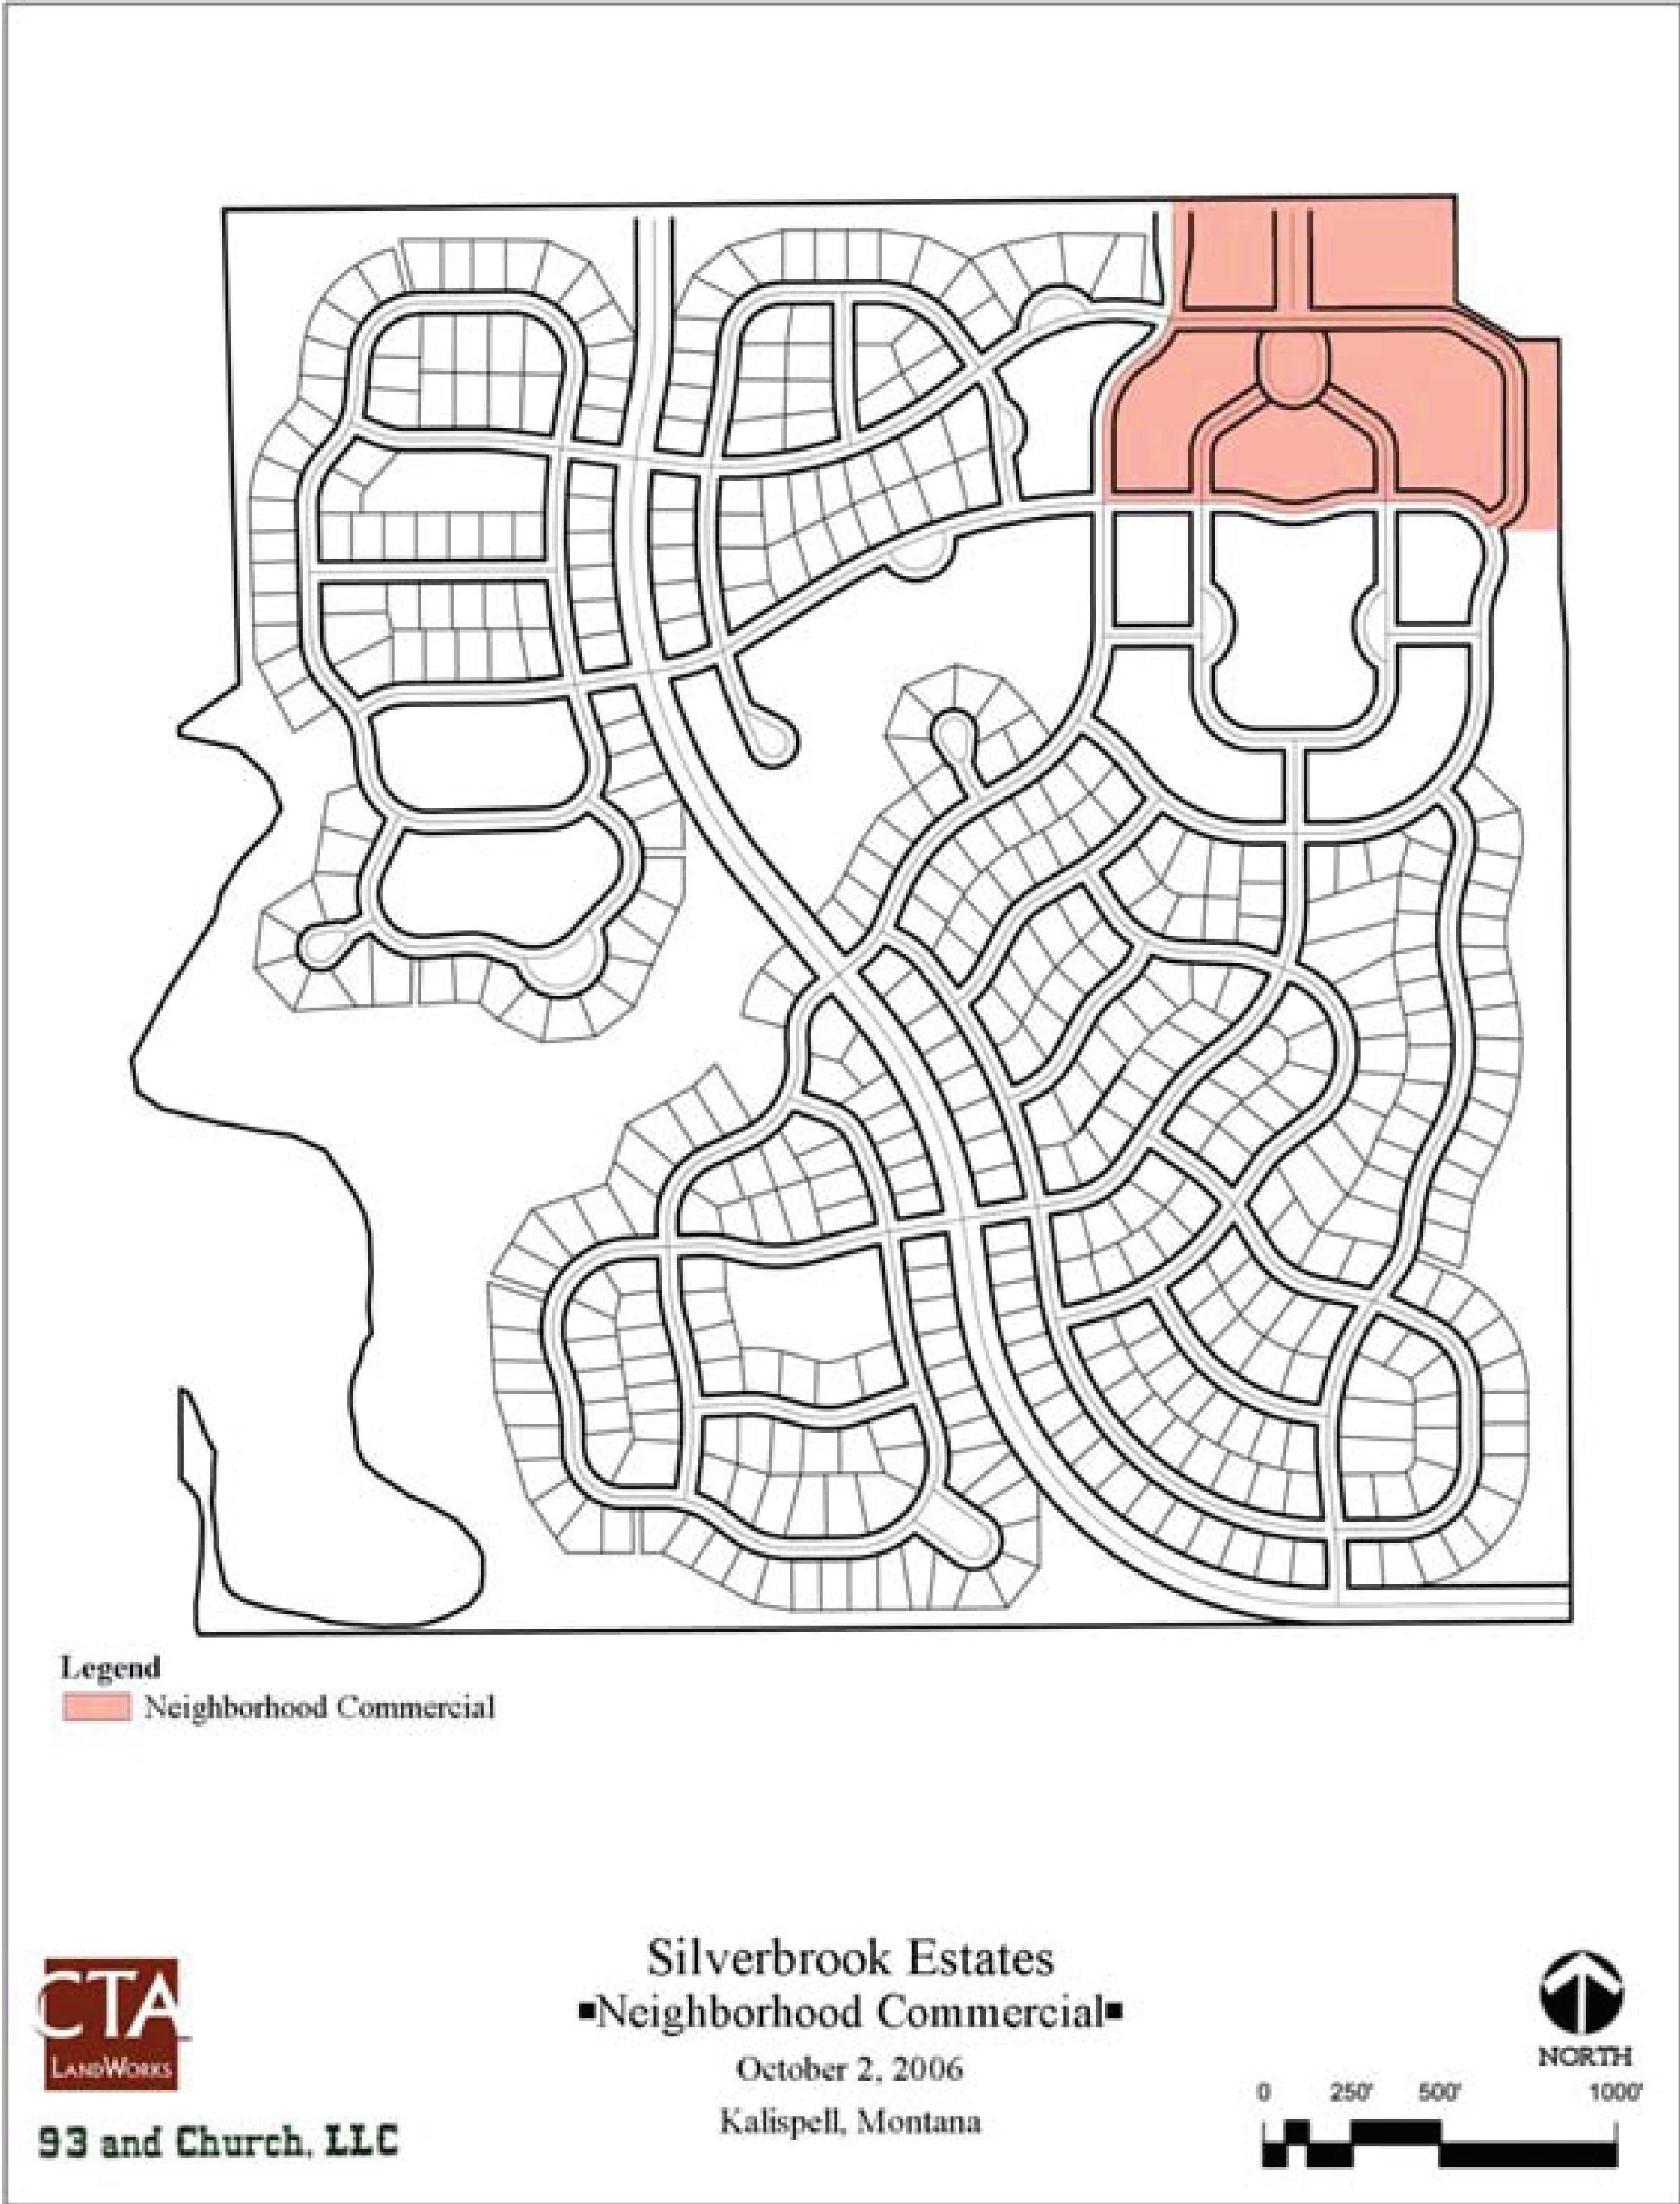 Legend
Neighborhood Commercial
Silverbrook Estates
▪Neighborhood Commercial▪
October 2, 2006
Kalispell, Montana
CTA
LANDWORKS
93 and Church, LLC
NORTH
0 250' 500' 1000'